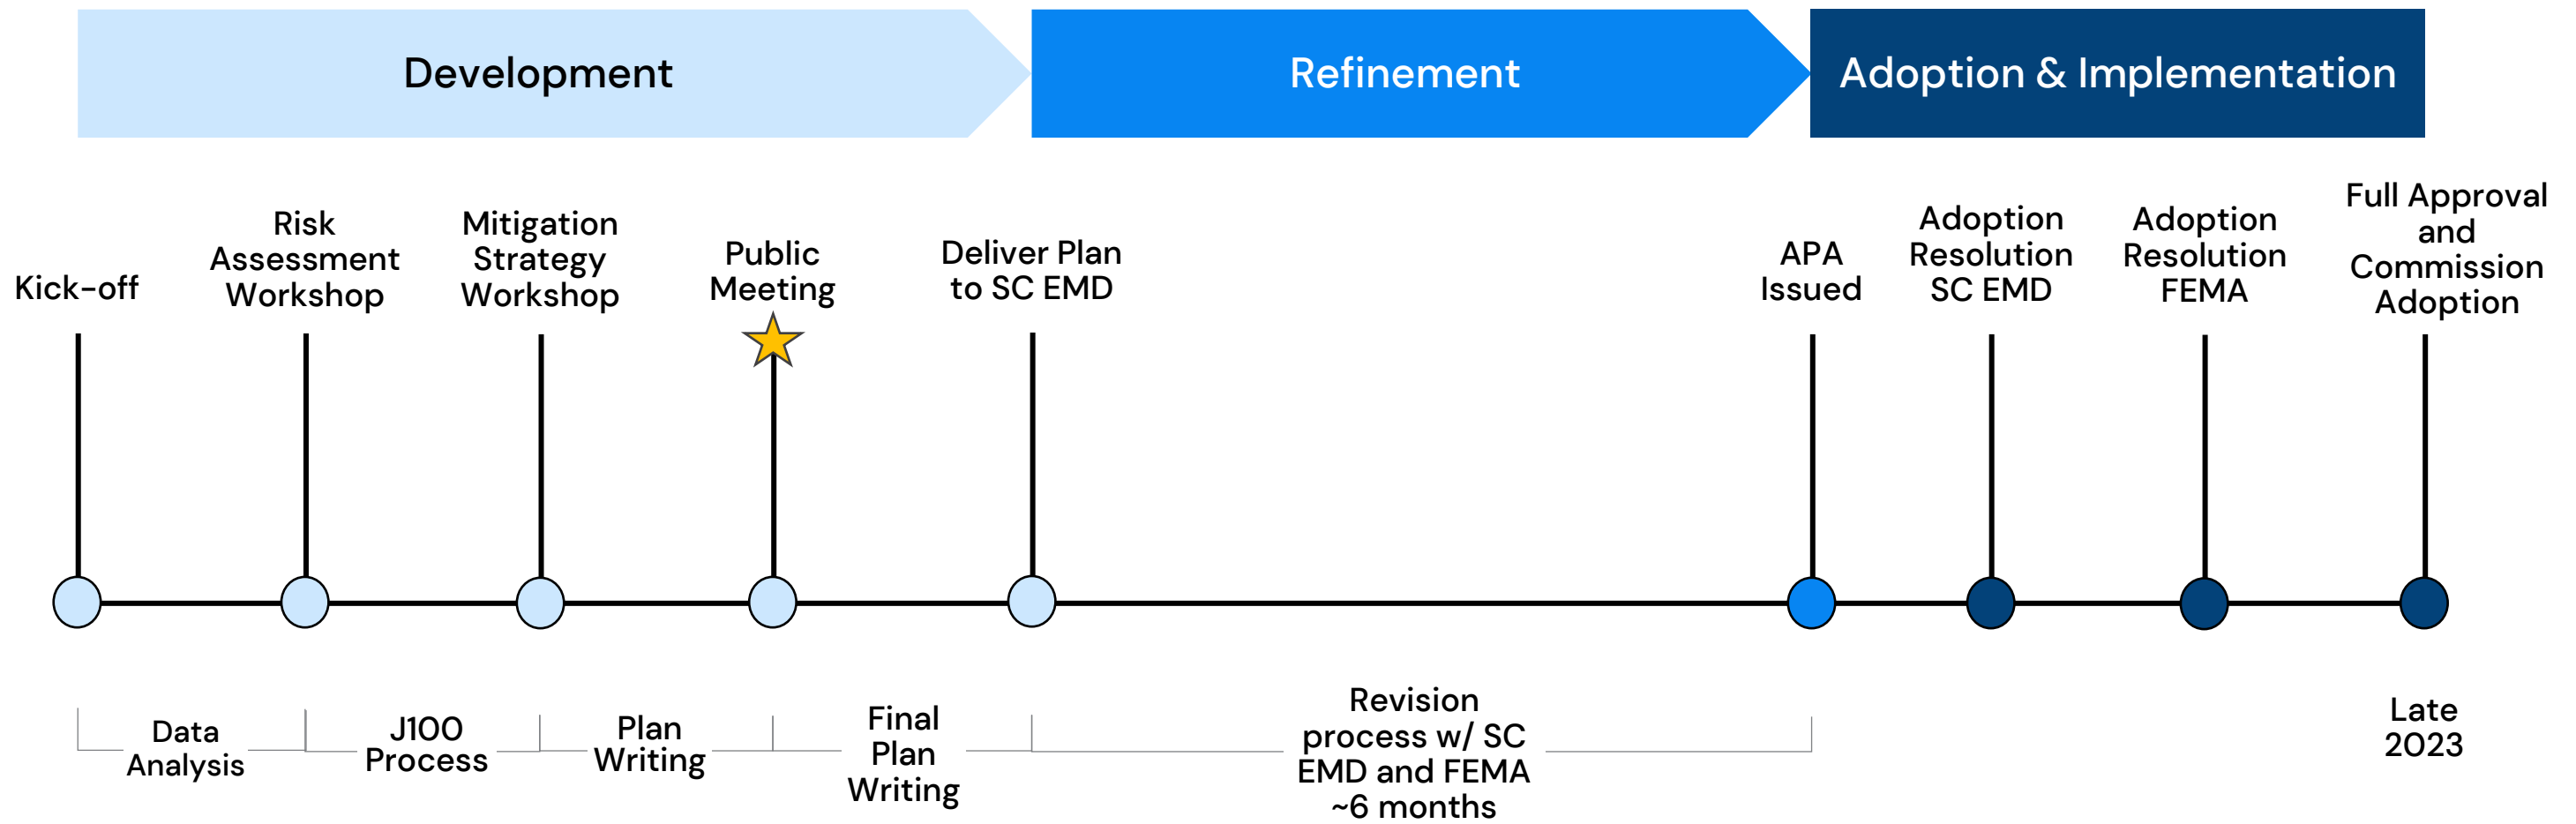 Development
Refinement
Adoption & Implementation
Kick-off
Risk
Assessment
Workshop
Mitigation
Strategy
Workshop
Public
Meeting
Deliver Plan
to SC EMD
APA
Issued
Adoption
Resolution
SC EMD
Adoption
Resolution
FEMA
Full Approval
and
Commission
Adoption
Data
Analysis
J100
Process
Plan
Writing
Final
Plan
Writing
Revision
process w/ SC
EMD and FEMA
~6 months
Late
2023